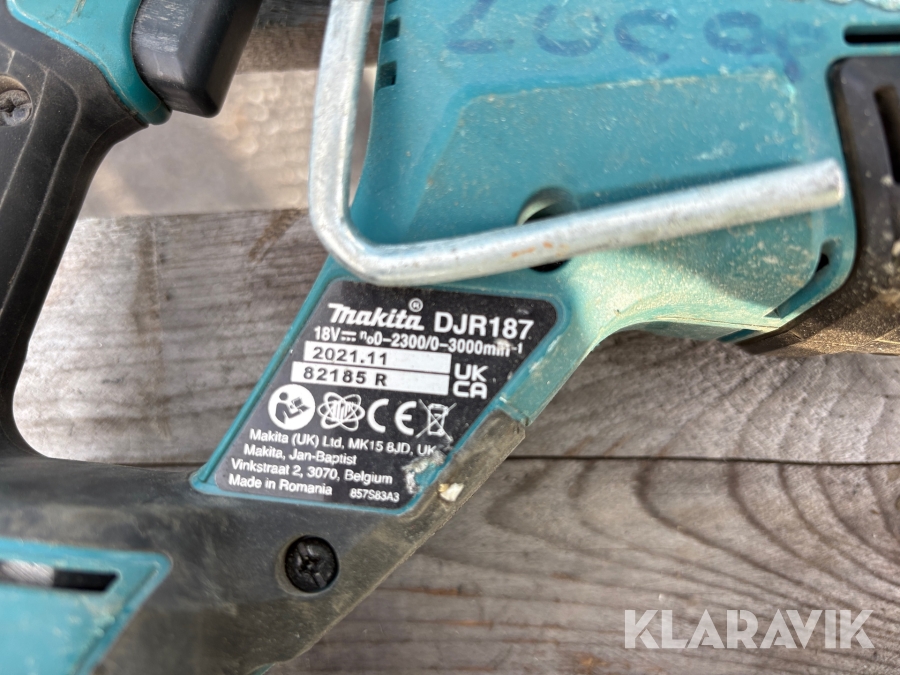 Makita® DJR187
18V⎓ n₀0-2300/0-3000min-1
2021.11
82185 R
UK
CA
CE
Makita (UK) Ltd, MK15 8JD, UK
Makita, Jan-Baptist
Vinkstraat 2, 3070, Belgium
Made in Romania 857S83A3
KLARAVIK